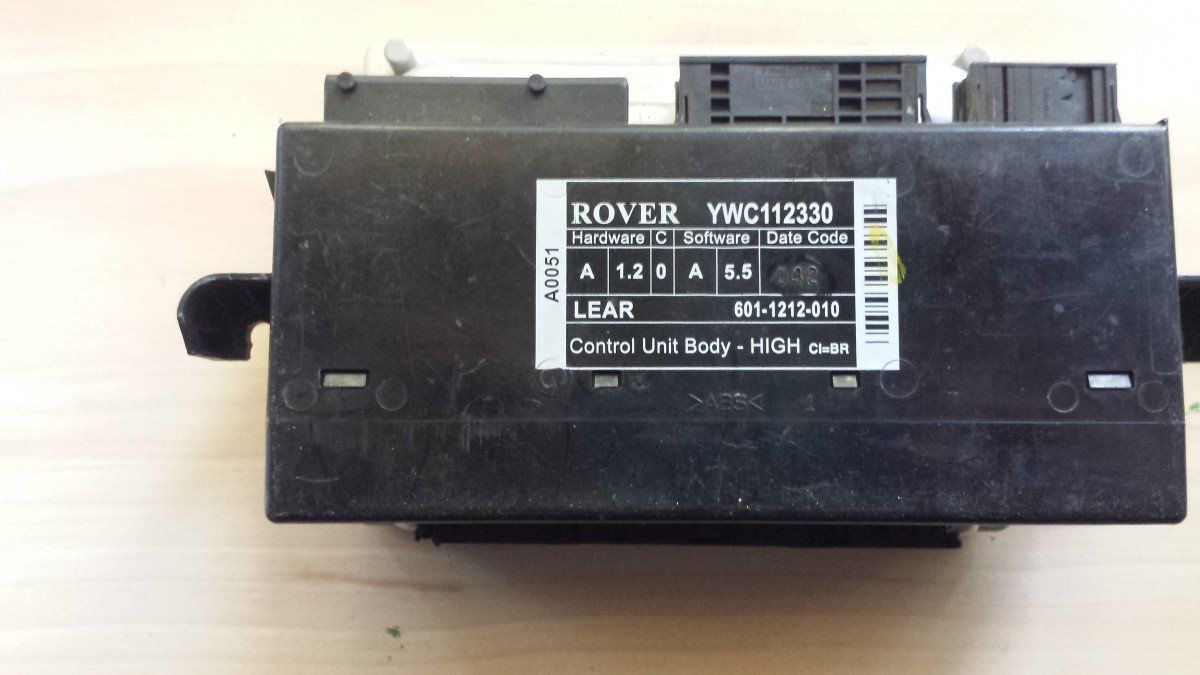 ROVER YWC112330
Hardware C Software Date Code
A 1.2 0 A 5.5
LEAR 601-1212-010
Control Unit Body - HIGH CI=BR
A0051
>ABS<